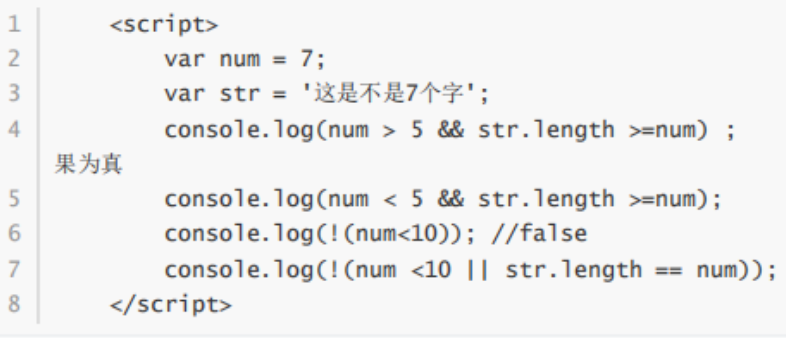 1 <script>
2 var num = 7;
3 var str = '这是不是7个字';
4 console.log(num > 5 && str.length >=num) ;
果为真
5 console.log(num < 5 && str.length >=num);
6 console.log(!(num<10)); //false
7 console.log(!(num <10 || str.length == num));
8 </script>